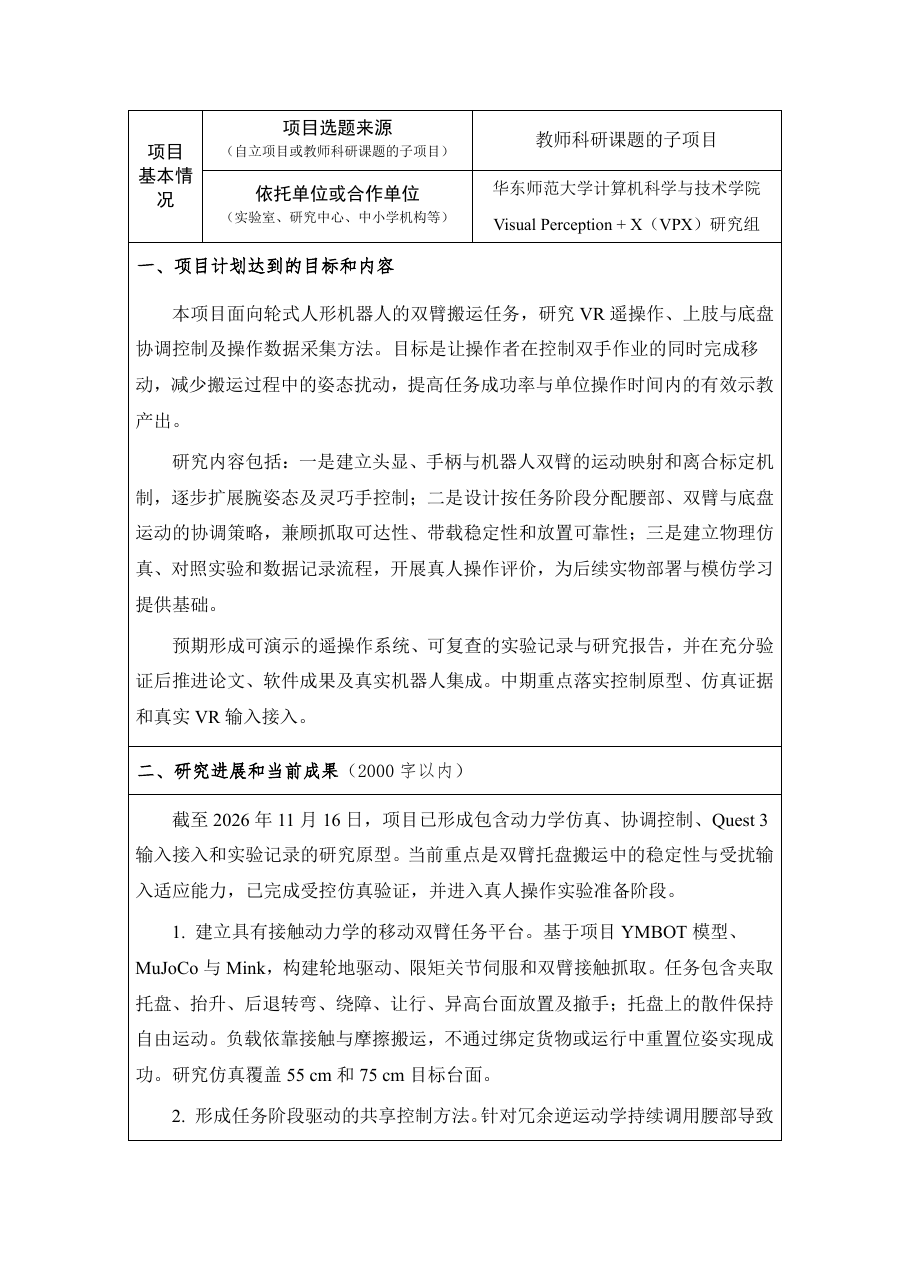 项目
基本情
况
项目选题来源
（自立项目或教师科研课题的子项目）
教师科研课题的子项目
依托单位或合作单位
（实验室、研究中心、中小学机构等）
华东师范大学计算机科学与技术学院
Visual Perception + X（VPX）研究组
一、项目计划达到的目标和内容
本项目面向轮式人形机器人的双臂搬运任务，研究 VR 遥操作、上肢与底盘
协调控制及操作数据采集方法。目标是让操作者在控制双手作业的同时完成移
动，减少搬运过程中的姿态扰动，提高任务成功率与单位操作时间内的有效示教
产出。
研究内容包括：一是建立头显、手柄与机器人双臂的运动映射和离合标定机
制，逐步扩展腕姿态及灵巧手控制；二是设计按任务阶段分配腰部、双臂与底盘
运动的协调策略，兼顾抓取可达性、带载稳定性和放置可靠性；三是建立物理仿
真、对照实验和数据记录流程，开展真人操作评价，为后续实物部署与模仿学习
提供基础。
预期形成可演示的遥操作系统、可复查的实验记录与研究报告，并在充分验
证后推进论文、软件成果及真实机器人集成。中期重点落实控制原型、仿真证据
和真实 VR 输入接入。
二、研究进展和当前成果（2000 字以内）
截至 2026 年 11 月 16 日，项目已形成包含动力学仿真、协调控制、Quest 3
输入接入和实验记录的研究原型。当前重点是双臂托盘搬运中的稳定性与受扰输
入适应能力，已完成受控仿真验证，并进入真人操作实验准备阶段。
1. 建立具有接触动力学的移动双臂任务平台。基于项目 YMBOT 模型、
MuJoCo 与 Mink，构建轮地驱动、限矩关节伺服和双臂接触抓取。任务包含夹取
托盘、抬升、后退转弯、绕障、让行、异高台面放置及撤手；托盘上的散件保持
自由运动。负载依靠接触与摩擦搬运，不通过绑定货物或运行中重置位姿实现成
功。研究仿真覆盖 55 cm 和 75 cm 目标台面。
2. 形成任务阶段驱动的共享控制方法。针对冗余逆运动学持续调用腰部导致